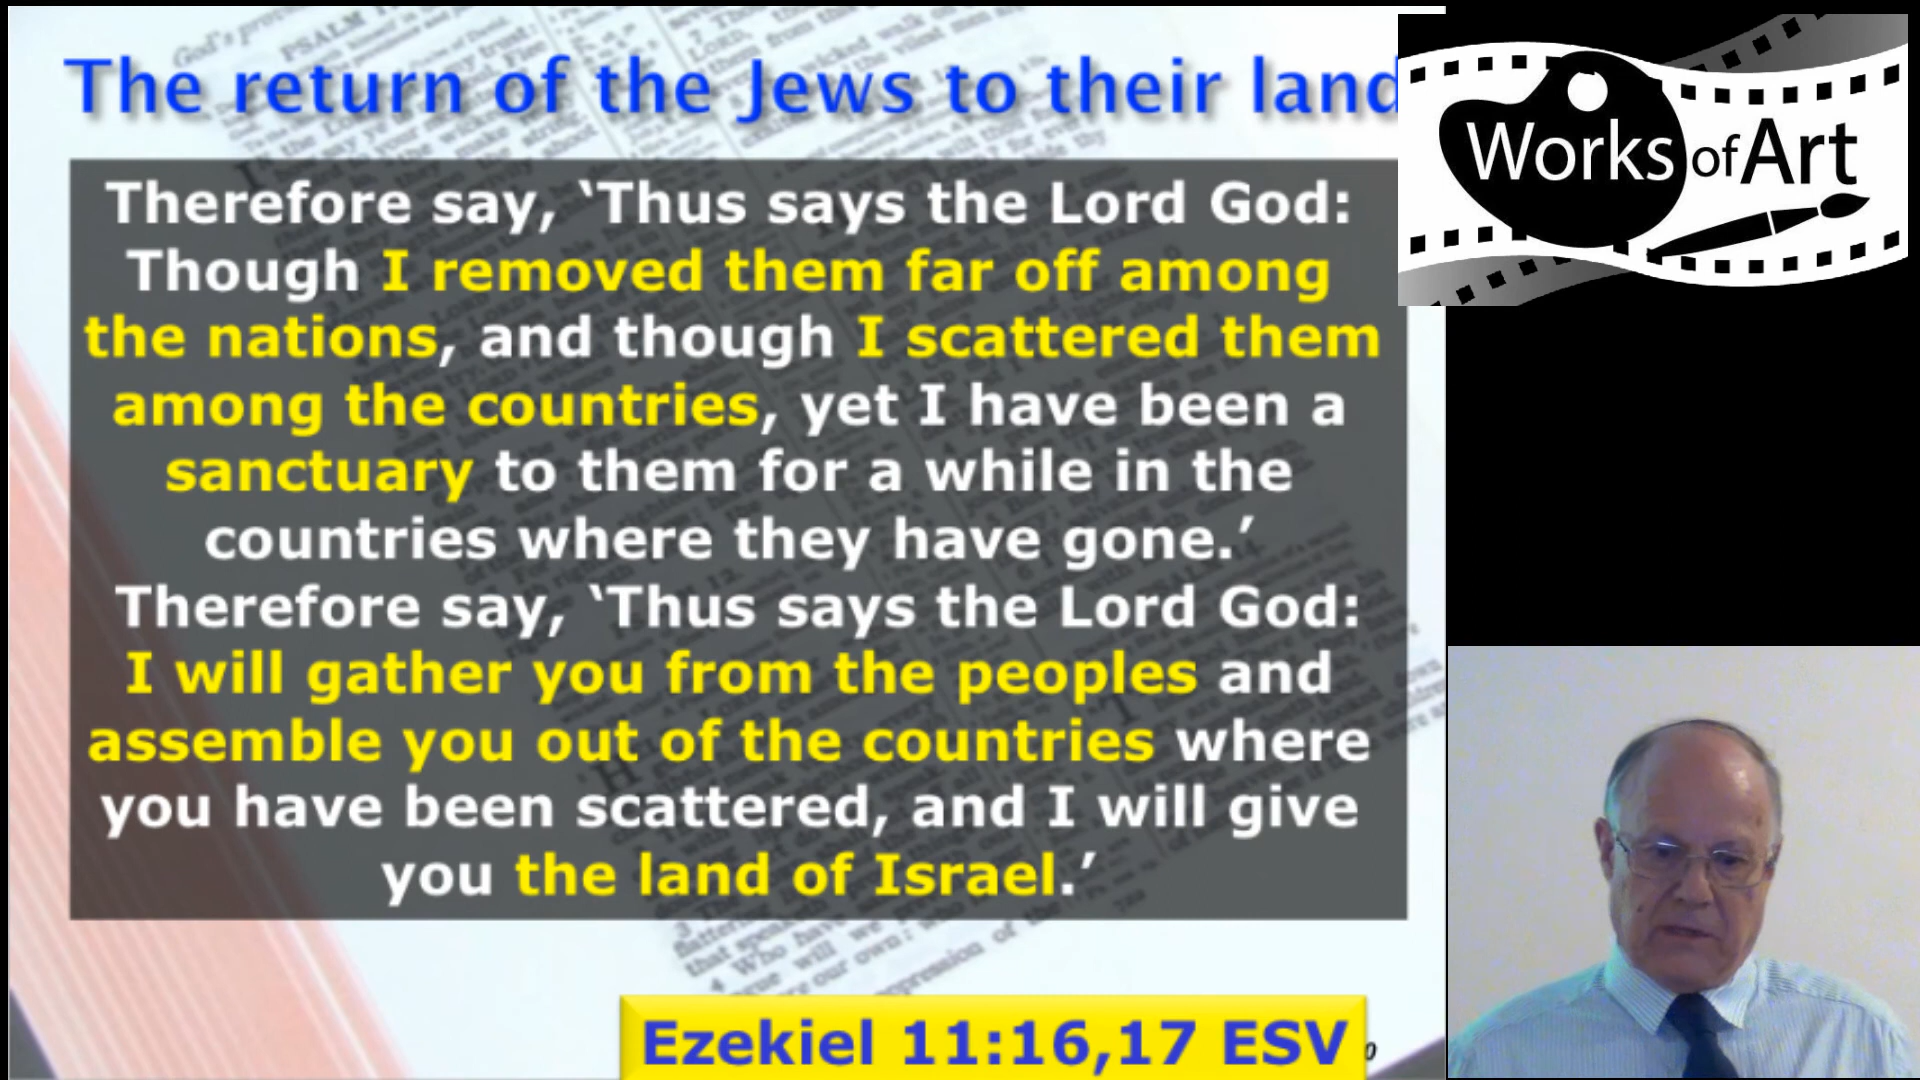 The return of the Jews to their land
Works of Art
Therefore say, ‘Thus says the Lord God:
Though I removed them far off among
the nations, and though I scattered them
among the countries, yet I have been a
sanctuary to them for a while in the
countries where they have gone.’
Therefore say, ‘Thus says the Lord God:
I will gather you from the peoples and
assemble you out of the countries where
you have been scattered, and I will give
you the land of Israel.’
Ezekiel 11:16,17 ESV